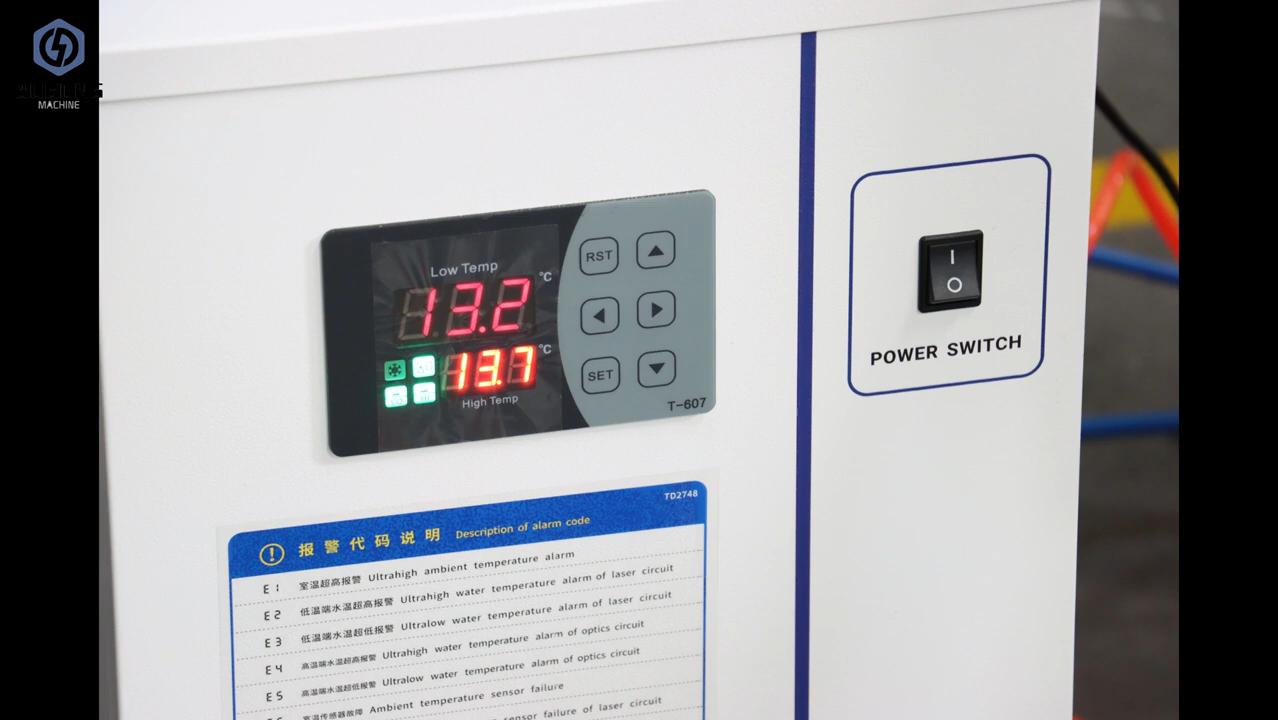 MACHINE
Low Temp
13.2 °C
13.7 °C
High Temp
RST
SET
T-607
I
O
POWER SWITCH
TD2748
报警代码说明 Description of alarm code
E1 室温超高报警 Ultrahigh ambient temperature alarm
E2 低温端水温超高报警 Ultrahigh water temperature alarm of laser circuit
E3 低温端水温超低报警 Ultralow water temperature alarm of laser circuit
E4 高温端水温超高报警 Ultrahigh water temperature alarm of optics circuit
E5 高温端水温超低报警 Ultralow water temperature alarm of optics circuit
室温传感器故障 Ambient temperature sensor failure
sensor failure of laser circuit